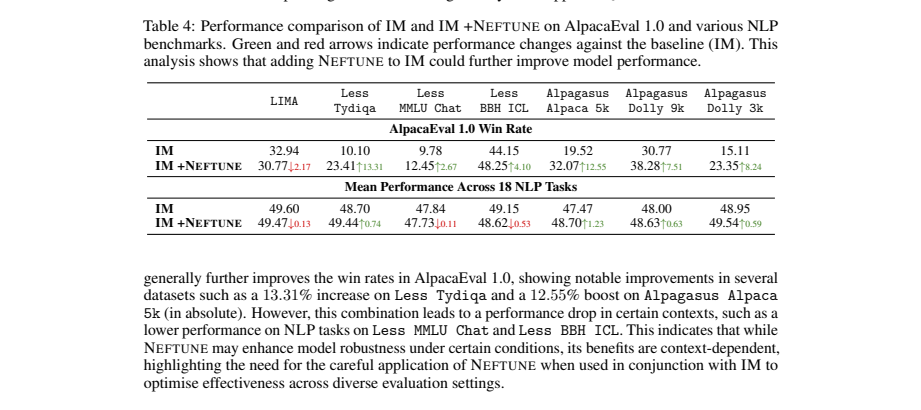 Table 4: Performance comparison of IM and IM +NEFTUNE on AlpacaEval 1.0 and various NLP
benchmarks. Green and red arrows indicate performance changes against the baseline (IM). This
analysis shows that adding NEFTUNE to IM could further improve model performance.
LIMA Less Tydiqa Less MMLU Chat Less BBH ICL Alpagasus Alpaca 5k Alpagasus Dolly 9k Alpagasus Dolly 3k
AlpacaEval 1.0 Win Rate
IM 32.94 10.10 9.78 44.15 19.52 30.77 15.11
IM +NEFTUNE 30.77↓2.17 23.41↑13.31 12.45↑2.67 48.25↑4.10 32.07↑12.55 38.28↑7.51 23.35↑8.24
Mean Performance Across 18 NLP Tasks
IM 49.60 48.70 47.84 49.15 47.47 48.00 48.95
IM +NEFTUNE 49.47↓0.13 49.44↑0.74 47.73↓0.11 48.62↓0.53 48.70↑1.23 48.63↑0.63 49.54↑0.59
generally further improves the win rates in AlpacaEval 1.0, showing notable improvements in several
datasets such as a 13.31% increase on Less Tydiqa and a 12.55% boost on Alpagasus Alpaca
5k (in absolute). However, this combination leads to a performance drop in certain contexts, such as a
lower performance on NLP tasks on Less MMLU Chat and Less BBH ICL. This indicates that while
NEFTUNE may enhance model robustness under certain conditions, its benefits are context-dependent,
highlighting the need for the careful application of NEFTUNE when used in conjunction with IM to
optimise effectiveness across diverse evaluation settings.